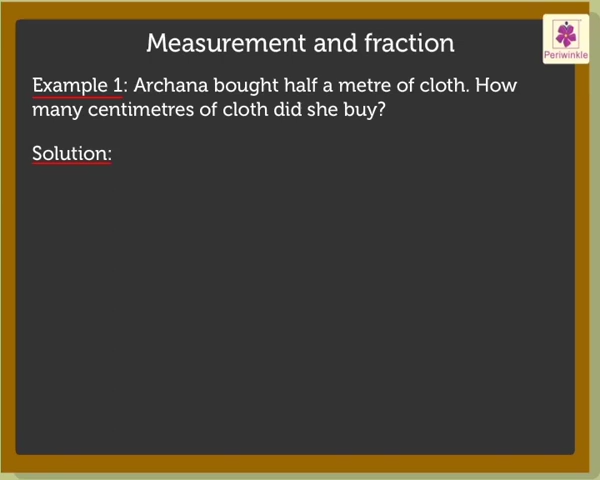 Measurement and fraction
Periwinkle
Example 1: Archana bought half a metre of cloth. How
many centimetres of cloth did she buy?
Solution: